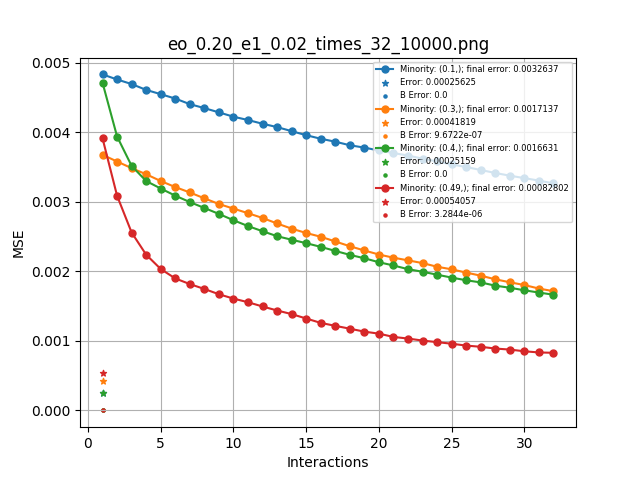 eo_0.20_e1_0.02_times_32_10000.png
MSE
0.005
0.004
0.003
0.002
0.001
0.000
Minority: (0.1,); final error: 0.0032637
Error: 0.00025625
B Error: 0.0
Minority: (0.3,); final error: 0.0017137
Error: 0.00041819
B Error: 9.6722e-07
Minority: (0.4,); final error: 0.0016631
Error: 0.00025159
B Error: 0.0
Minority: (0.49,); final error: 0.00082802
Error: 0.00054057
B Error: 3.2844e-06
0 5 10 15 20 25 30
Interactions